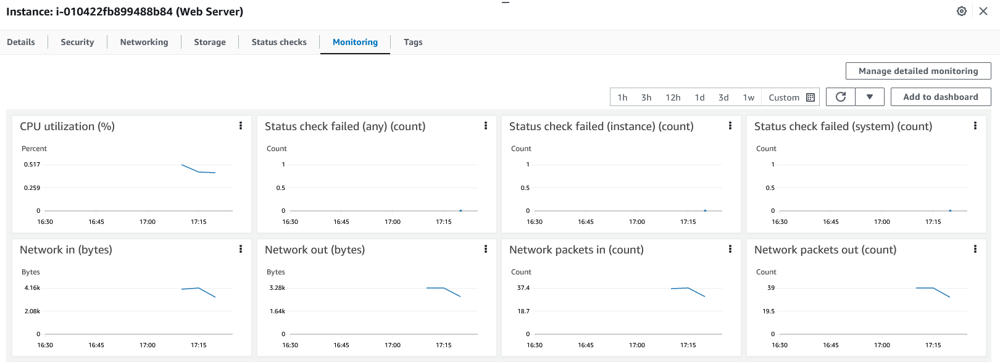 Instance: i-010422fb899488b84 (Web Server)
Details Security Networking Storage Status checks Monitoring Tags
Manage detailed monitoring
1h 3h 12h 1d 3d 1w Custom Add to dashboard
CPU utilization (%)
Percent
0.517
0.259
0
16:30 16:45 17:00 17:15
Status check failed (any) (count)
Count
1
0.5
0
16:30 16:45 17:00 17:15
Status check failed (instance) (count)
Count
1
0.5
0
16:30 16:45 17:00 17:15
Status check failed (system) (count)
Count
1
0.5
0
16:30 16:45 17:00 17:15
Network in (bytes)
Bytes
4.16k
2.08k
0
16:30 16:45 17:00 17:15
Network out (bytes)
Bytes
3.28k
1.64k
0
16:30 16:45 17:00 17:15
Network packets in (count)
Count
37.4
18.7
0
16:30 16:45 17:00 17:15
Network packets out (count)
Count
39
19.5
0
16:30 16:45 17:00 17:15